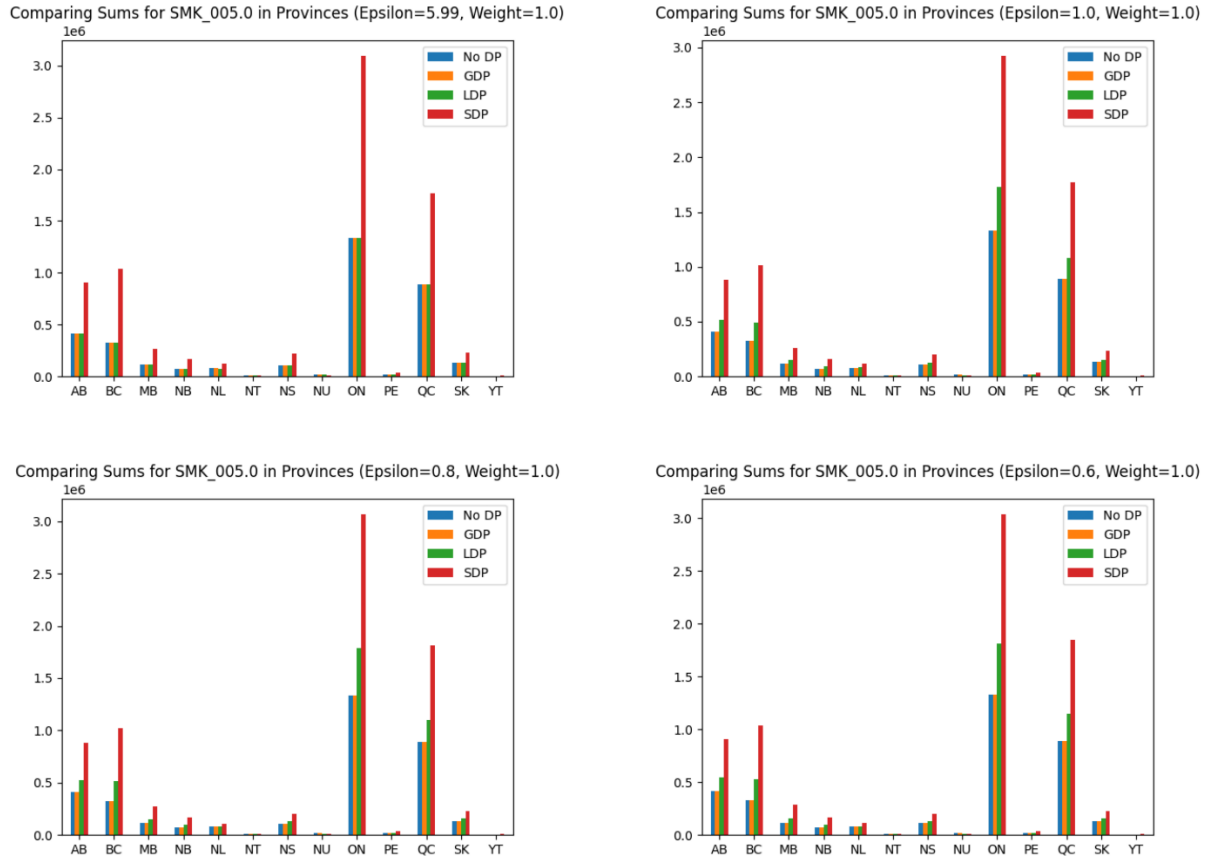 Comparing Sums for SMK_005.0 in Provinces (Epsilon=5.99, Weight=1.0)
1e6
3.0
2.5
2.0
1.5
1.0
0.5
0.0
AB BC MB NB NL NT NS NU ON PE QC SK YT
No DP
GDP
LDP
SDP
Comparing Sums for SMK_005.0 in Provinces (Epsilon=1.0, Weight=1.0)
1e6
3.0
2.5
2.0
1.5
1.0
0.5
0.0
AB BC MB NB NL NT NS NU ON PE QC SK YT
No DP
GDP
LDP
SDP
Comparing Sums for SMK_005.0 in Provinces (Epsilon=0.8, Weight=1.0)
1e6
3.0
2.5
2.0
1.5
1.0
0.5
0.0
AB BC MB NB NL NT NS NU ON PE QC SK YT
No DP
GDP
LDP
SDP
Comparing Sums for SMK_005.0 in Provinces (Epsilon=0.6, Weight=1.0)
1e6
3.0
2.5
2.0
1.5
1.0
0.5
0.0
AB BC MB NB NL NT NS NU ON PE QC SK YT
No DP
GDP
LDP
SDP